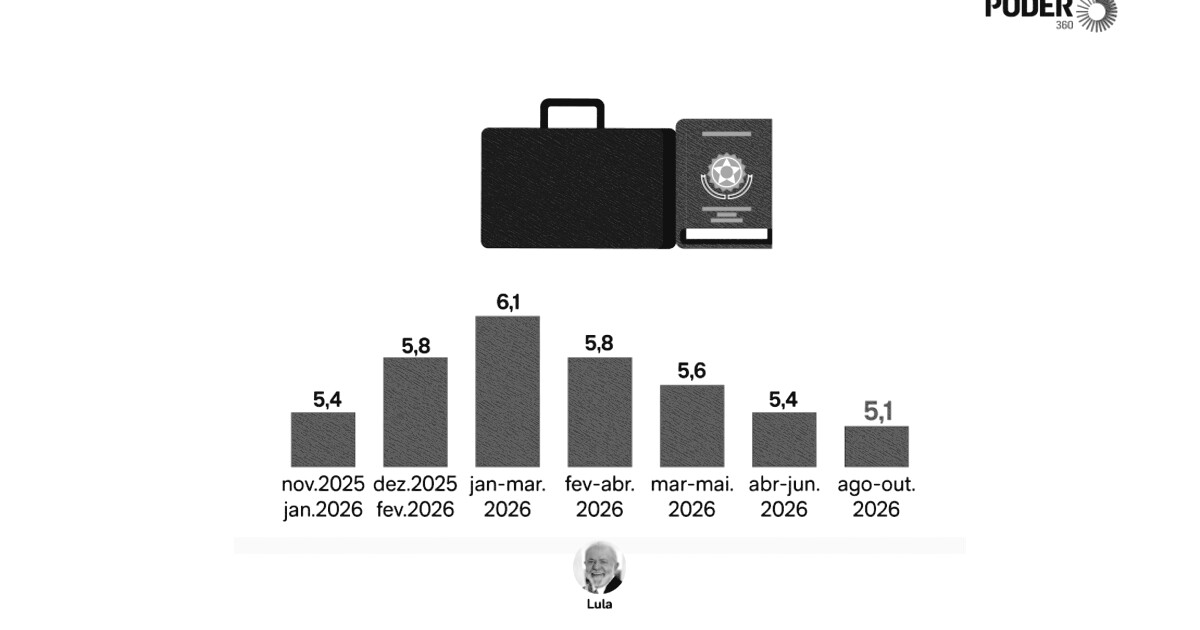 PODER
360
6,1
5,8
5,8
5,6
5,4
5,4
5,1
nov.2025 dez.2025 jan-mar. fev-abr. mar-mai. abr-jun. ago-out.
jan.2026 fev.2026 2026 2026 2026 2026 2026
Lula